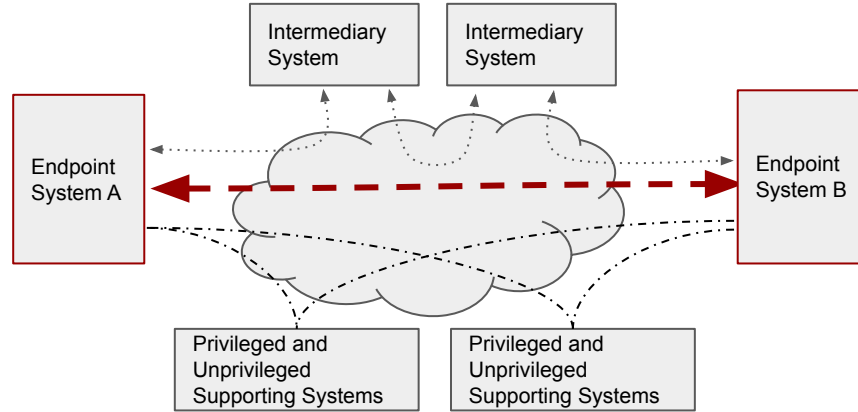 Intermediary
System
Intermediary
System
Endpoint
System A
Endpoint
System B
Privileged and
Unprivileged
Supporting Systems
Privileged and
Unprivileged
Supporting Systems